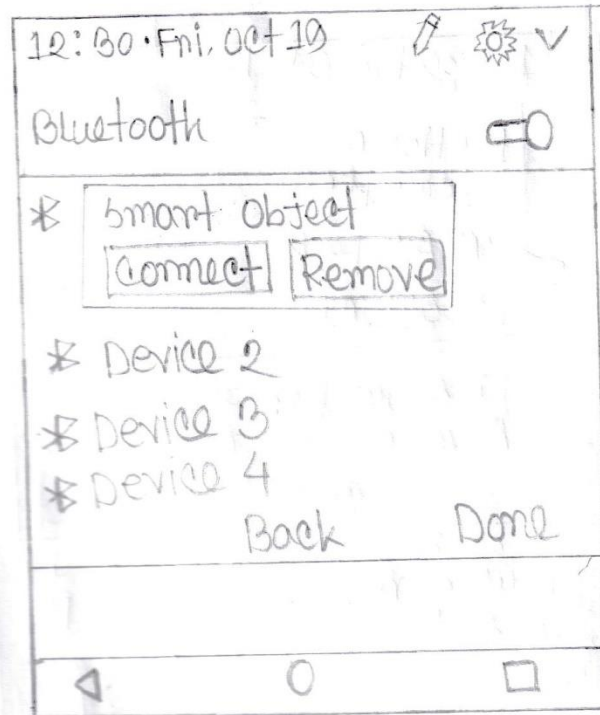 12:30·Fri, Oct 19
Bluetooth
Smart Object
Connect Remove
Device 2
Device 3
Device 4
Back Done